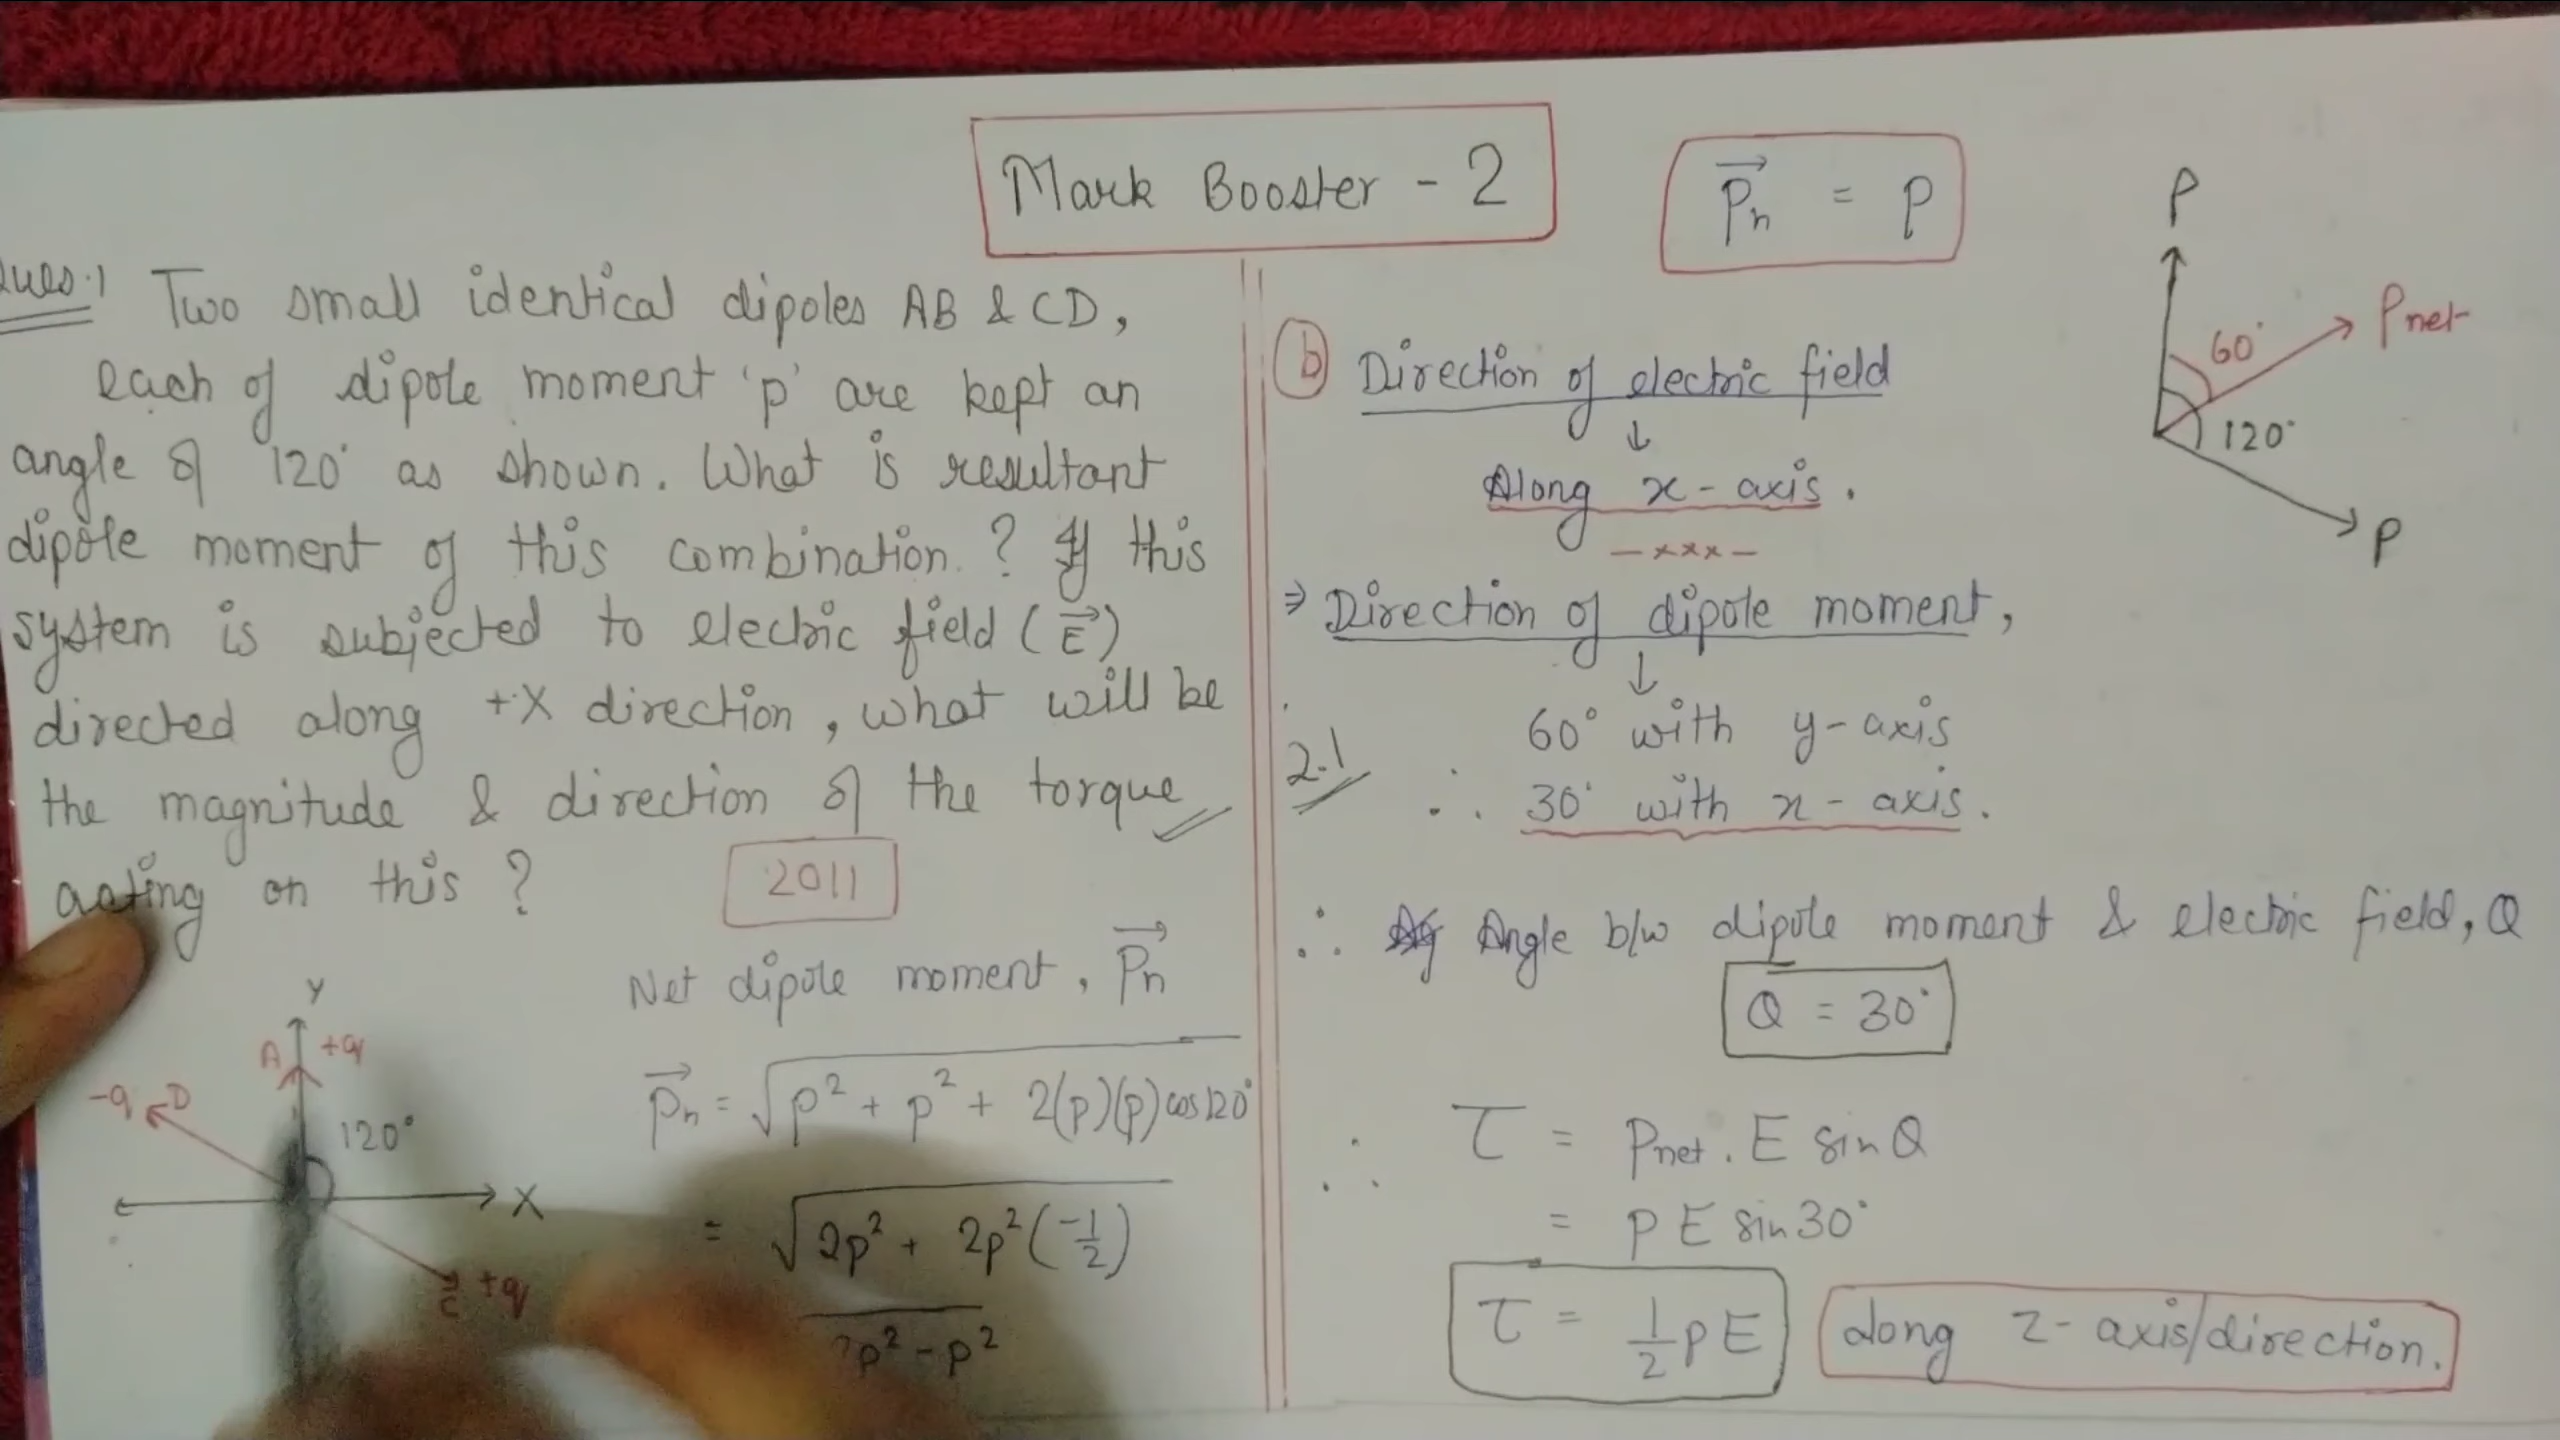 Mark Booster - 2
Ques.1 Two small identical dipoles AB & CD,
each of dipole moment 'p' are kept an
angle of 120° as shown. What is resultant
dipole moment of this combination.? If this
system is subjected to electric field (E⃗)
directed along +X direction, what will be
the magnitude & direction of the torque
acting on this ?
2011
Net dipole moment, P⃗n
P⃗n = √p² + p² + 2(p)(p) cos120°
= √2p² + 2p² (-1/2)
p² - p²
Y
A +q
-q D
120°
X
C +q
P⃗n = p
P
60°
Pnet
120°
P
b Direction of electric field
↓
Along x-axis.
-xxx-
⇒ Direction of dipole moment,
↓
60° with y-axis
2.1
∴ 30° with x-axis.
∴ Angle b/w dipole moment & electric field, Q
Q = 30°
∴ τ = Pnet . E sin Q
= P E sin30°
τ = 1/2 pE
along z-axis/direction.